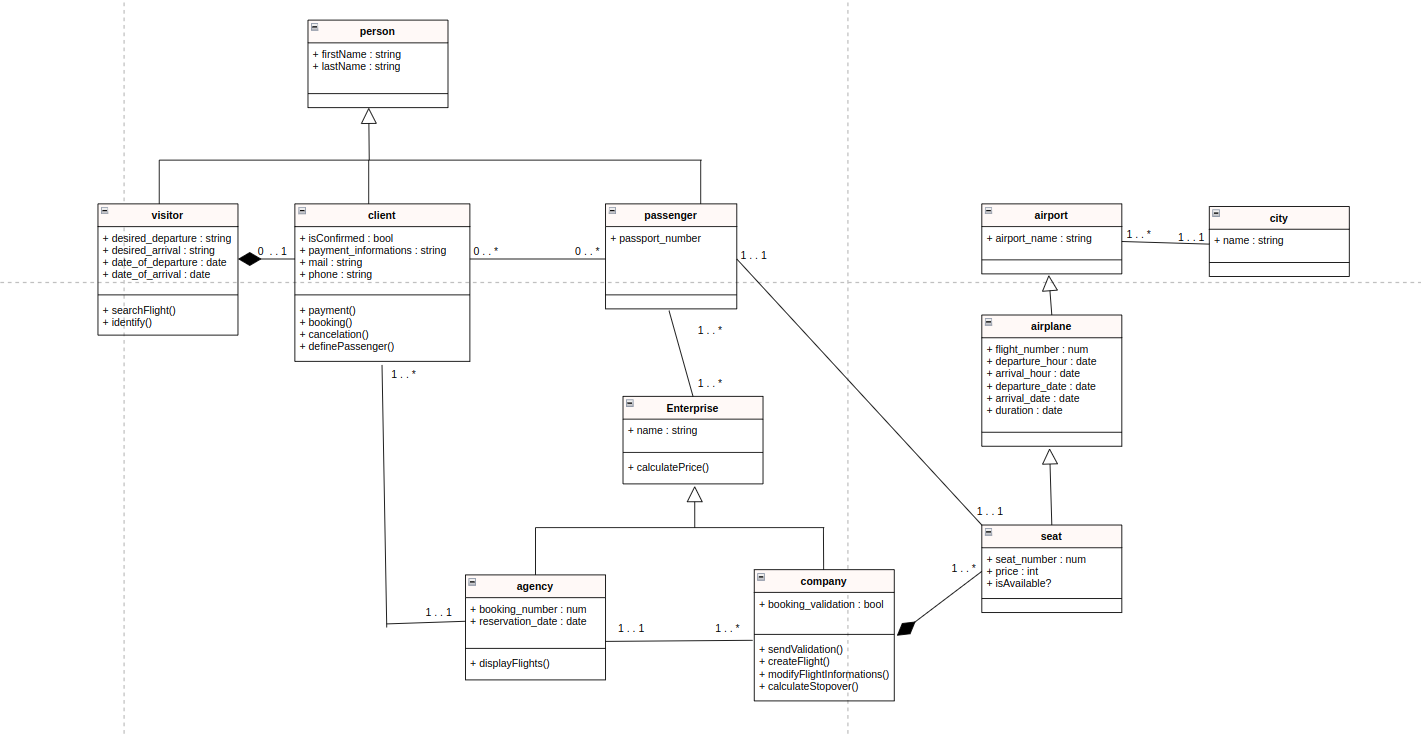 person
+ firstName : string
+ lastName : string
visitor
+ desired_departure : string
+ desired_arrival : string
+ date_of_departure : date
+ date_of_arrival : date
+ searchFlight()
+ identify()
0 . . 1
client
+ isConfirmed : bool
+ payment_informations : string
+ mail : string
+ phone : string
+ payment()
+ booking()
+ cancelation()
+ definePassenger()
0 . . *
0 . . *
passenger
+ passport_number
1 . . 1
airport
+ airport_name : string
1 . . *
1 . . 1
city
+ name : string
1 . . *
1 . . *
1 . . *
Enterprise
+ name : string
+ calculatePrice()
airplane
+ flight_number : num
+ departure_hour : date
+ arrival_hour : date
+ departure_date : date
+ arrival_date : date
+ duration : date
1 . . 1
seat
+ seat_number : num
+ price : int
+ isAvailable?
1 . . *
1 . . 1
agency
+ booking_number : num
+ reservation_date : date
+ displayFlights()
1 . . 1
1 . . *
company
+ booking_validation : bool
+ sendValidation()
+ createFlight()
+ modifyFlightInformations()
+ calculateStopover()